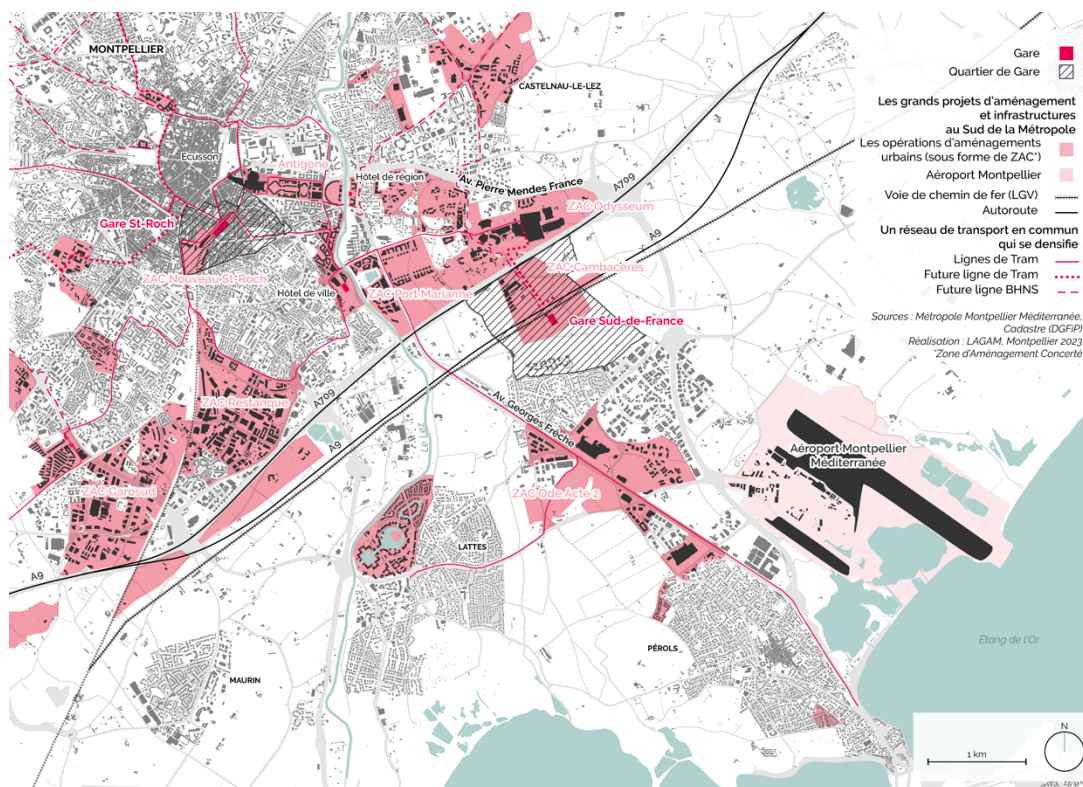 MONTPELLIER
CASTELNAU-LE-LEZ
Ecusson
Antigone
Hôtel de région
Av. Pierre Mendes France
A709
ZAC Odysseum
A9
Gare St-Roch
ZAC Nouveau St-Roch
Hôtel de ville
ZAC Port Marianne
ZAC Cambacérès
Gare Sud-de-France
Gare
Quartier de Gare
Les grands projets d'aménagement
et infrastructures
au Sud de la Métropole
Les opérations d'aménagements
urbains (sous forme de ZAC*)
Aéroport Montpellier
Voie de chemin de fer (LGV)
Autoroute
Un réseau de transport en commun
qui se densifie
Lignes de Tram
Future ligne de Tram
Future ligne BHNS
Sources : Métropole Montpellier Méditerranée,
Cadastre (DGFiP)
Réalisation : LAGAM, Montpellier 2023
*Zone d'Aménagement Concerté
ZAC Restanque
A709
A9
Av. Georges Frêche
Le Lez
Aéroport Montpellier
Méditerranée
ZAC Garosud
ZAC Ode Acte 2
LATTES
A9
Etang de l'Or
PÉROLS
MAURIN
N
1 km